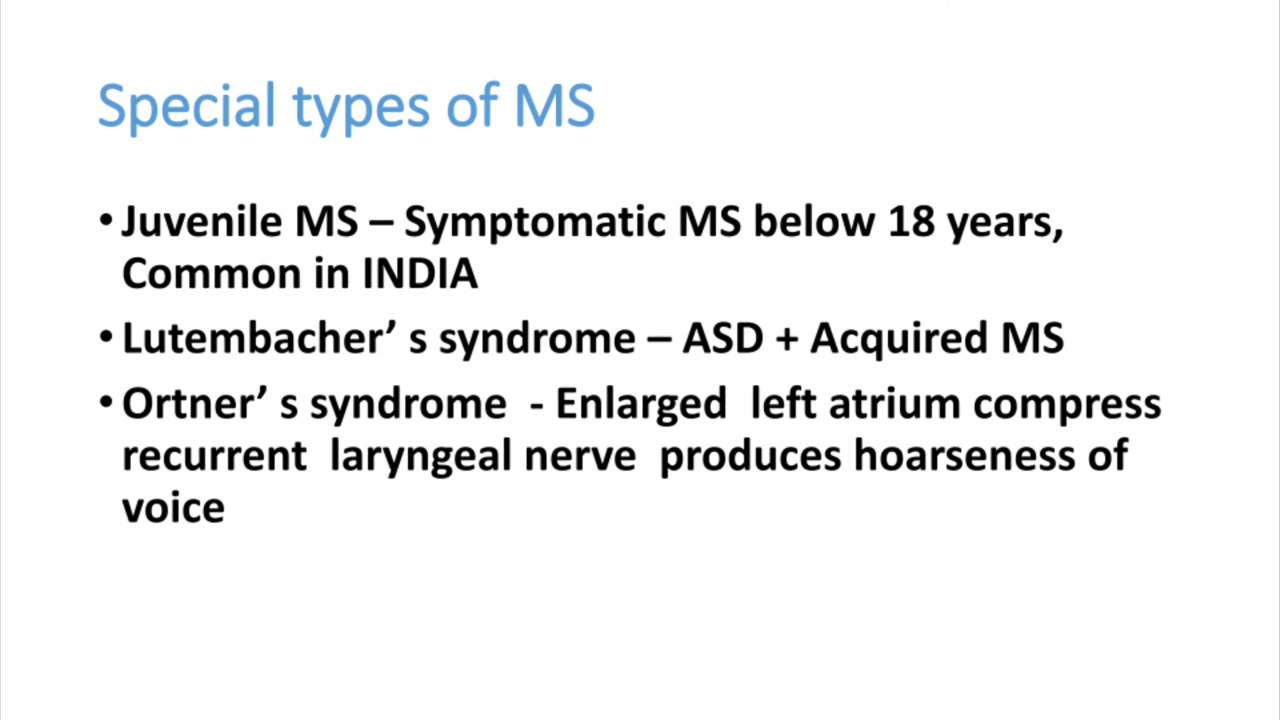 Special types of MS
•Juvenile MS – Symptomatic MS below 18 years,
Common in INDIA
•Lutembacher’ s syndrome – ASD + Acquired MS
•Ortner’ s syndrome  - Enlarged  left atrium compress
recurrent  laryngeal nerve  produces hoarseness of
voice